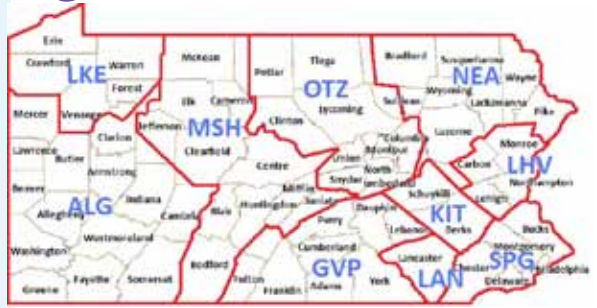 Erie
Crawford
Warren
LKE
Forest
Mercer
Venango
McKean
Elk
Cameron
Jefferson
MSH
Clearfield
Potter
Tioga
OTZ
Lycoming
Clinton
Bradford
Susquehanna
NEA
Wayne
Wyoming
Sullivan
Lackawanna
Pike
Luzerne
Columbia
Montour
Union
Snyder
North
umberland
Monroe
Carbon
LHV
Northampton
Lehigh
Schuylkill
KIT
Berks
Lawrence
Butler
Clarion
Armstrong
Beaver
ALG
Indiana
Allegheny
Cambria
Westmoreland
Washington
Greene
Fayette
Somerset
Centre
Blair
Huntingdon
Mifflin
Juniata
Bedford
Fulton
Perry
Dauphin
Lebanon
Cumberland
GVP
Franklin
Adams
York
Lancaster
LAN
Bucks
Montgomery
SPG
Chester
Philadelphia
Delaware